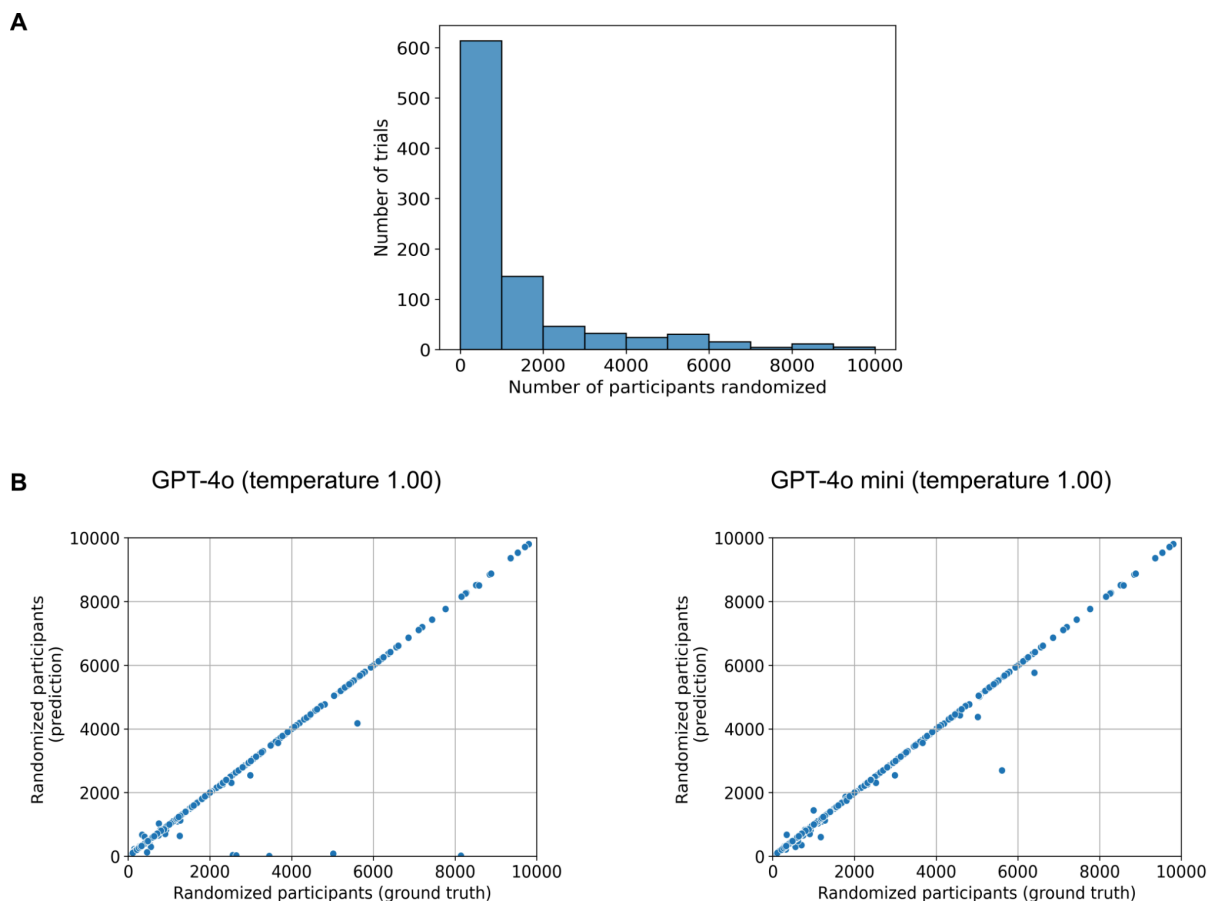 A
600
500
400
300
200
100
0
Number of trials
0 2000 4000 6000 8000 10000
Number of participants randomized
B
GPT-4o (temperature 1.00)
10000
8000
6000
4000
2000
0
Randomized participants
(prediction)
0 2000 4000 6000 8000 10000
Randomized participants (ground truth)
GPT-4o mini (temperature 1.00)
10000
8000
6000
4000
2000
0
Randomized participants
(prediction)
0 2000 4000 6000 8000 10000
Randomized participants (ground truth)